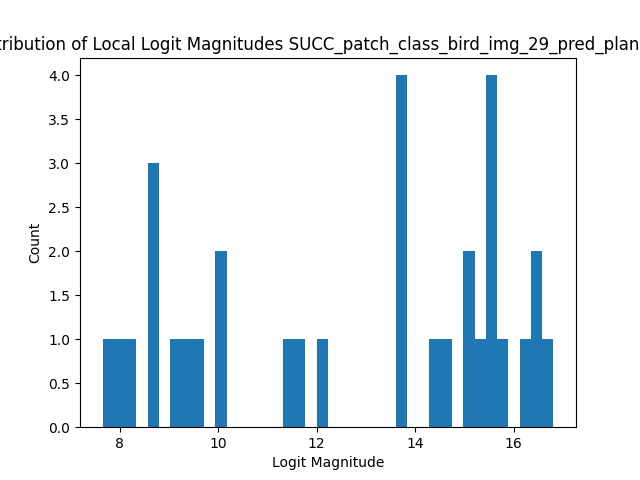 tribution of Local Logit Magnitudes SUCC_patch_class_bird_img_29_pred_plan
4.0
3.5
3.0
2.5
2.0
1.5
1.0
0.5
0.0
Count
8 10 12 14 16
Logit Magnitude